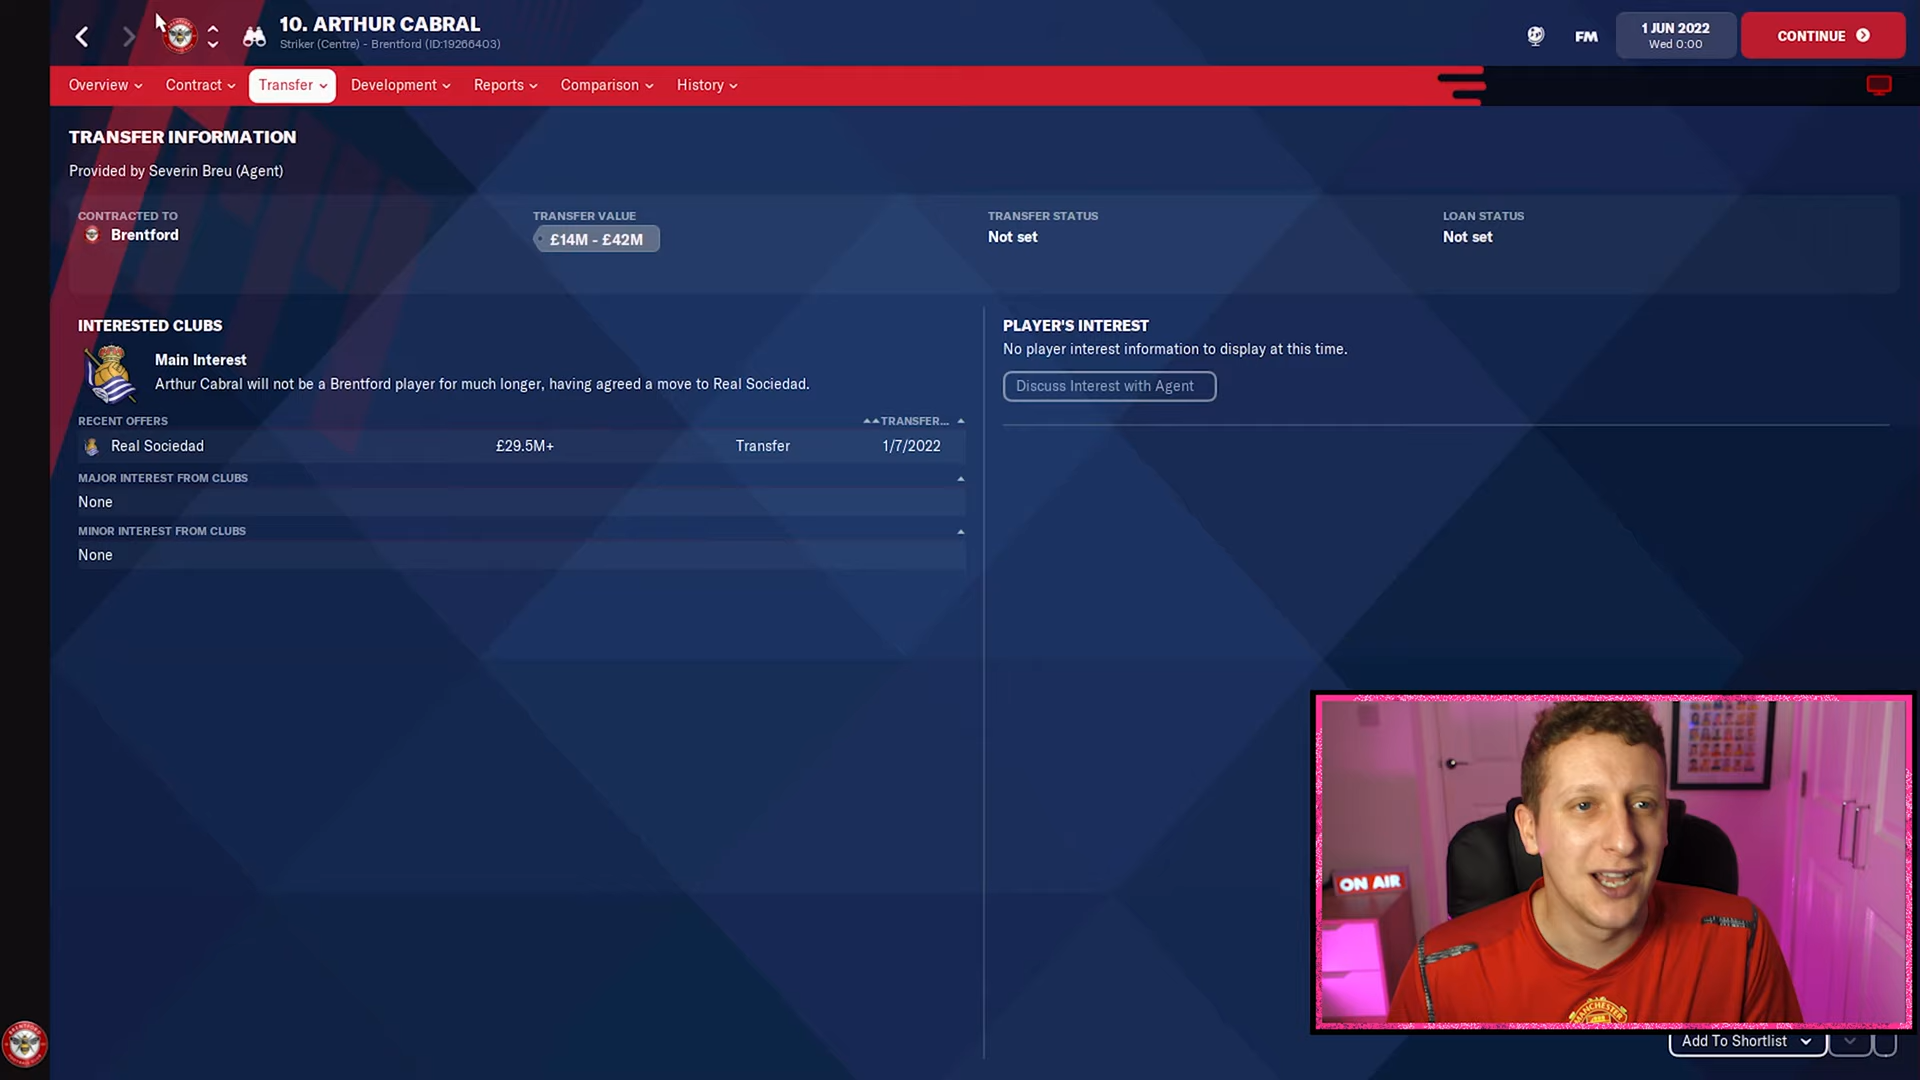 10. ARTHUR CABRAL
Striker (Centre) - Brentford (ID:19266403)
FM
1 JUN 2022
Wed 0:00
CONTINUE
Overview
Contract
Transfer
Development
Reports
Comparison
History
TRANSFER INFORMATION
Provided by Severin Breu (Agent)
CONTRACTED TO
Brentford
TRANSFER VALUE
£14M - £42M
TRANSFER STATUS
Not set
LOAN STATUS
Not set
INTERESTED CLUBS
Main Interest
Arthur Cabral will not be a Brentford player for much longer, having agreed a move to Real Sociedad.
RECENT OFFERS
TRANSFER...
Real Sociedad
£29.5M+
Transfer
1/7/2022
MAJOR INTEREST FROM CLUBS
None
MINOR INTEREST FROM CLUBS
None
PLAYER'S INTEREST
No player interest information to display at this time.
Discuss Interest with Agent
ON AIR
MANCHESTER
Add To Shortlist
BRENTFORD